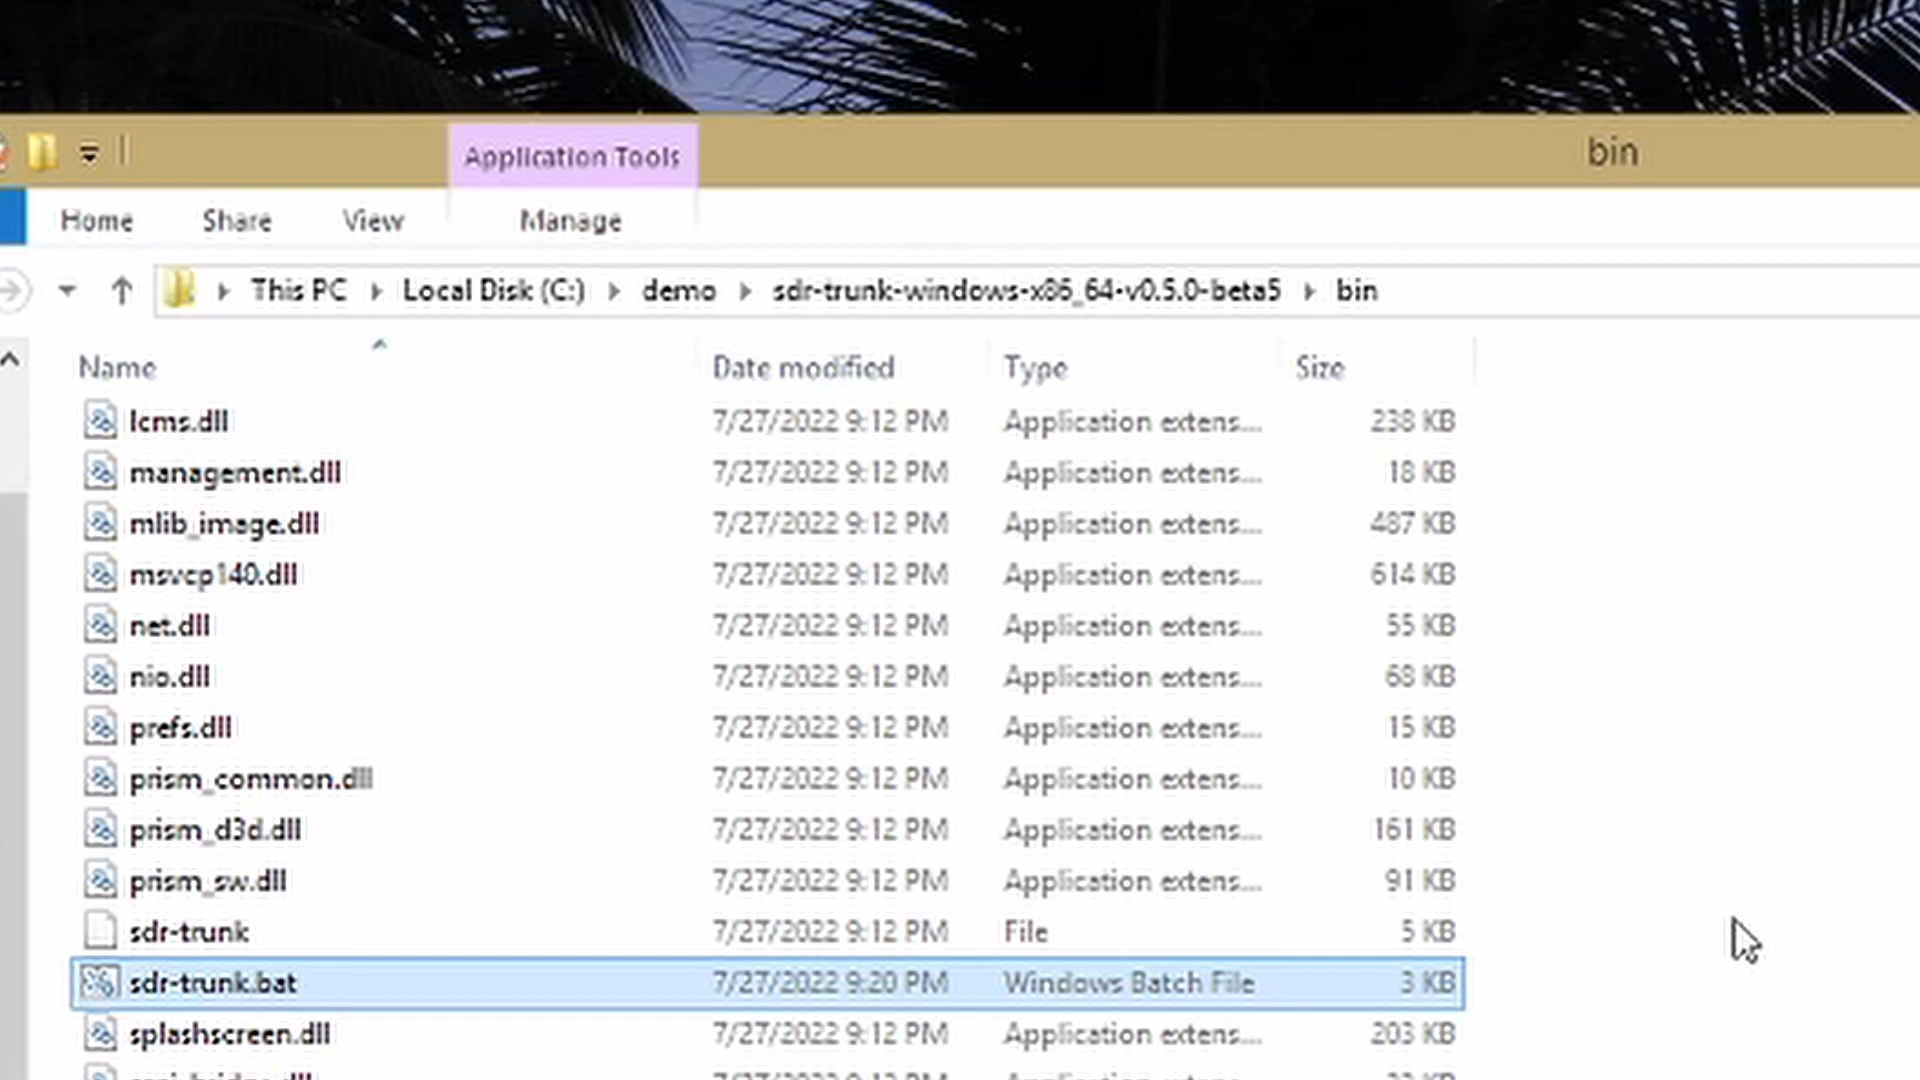 Application Tools
bin
Home Share View Manage
This PC Local Disk (C:) demo sdr-trunk-windows-x86_64-v0.5.0-beta5 bin
Name Date modified Type Size
lcms.dll 7/27/2022 9:12 PM Application extens... 238 KB
management.dll 7/27/2022 9:12 PM Application extens... 18 KB
mlib_image.dll 7/27/2022 9:12 PM Application extens... 487 KB
msvcp140.dll 7/27/2022 9:12 PM Application extens... 614 KB
net.dll 7/27/2022 9:12 PM Application extens... 55 KB
nio.dll 7/27/2022 9:12 PM Application extens... 68 KB
prefs.dll 7/27/2022 9:12 PM Application extens... 15 KB
prism_common.dll 7/27/2022 9:12 PM Application extens... 10 KB
prism_d3d.dll 7/27/2022 9:12 PM Application extens... 161 KB
prism_sw.dll 7/27/2022 9:12 PM Application extens... 91 KB
sdr-trunk 7/27/2022 9:12 PM File 5 KB
sdr-trunk.bat 7/27/2022 9:20 PM Windows Batch File 3 KB
splashscreen.dll 7/27/2022 9:12 PM Application extens... 203 KB